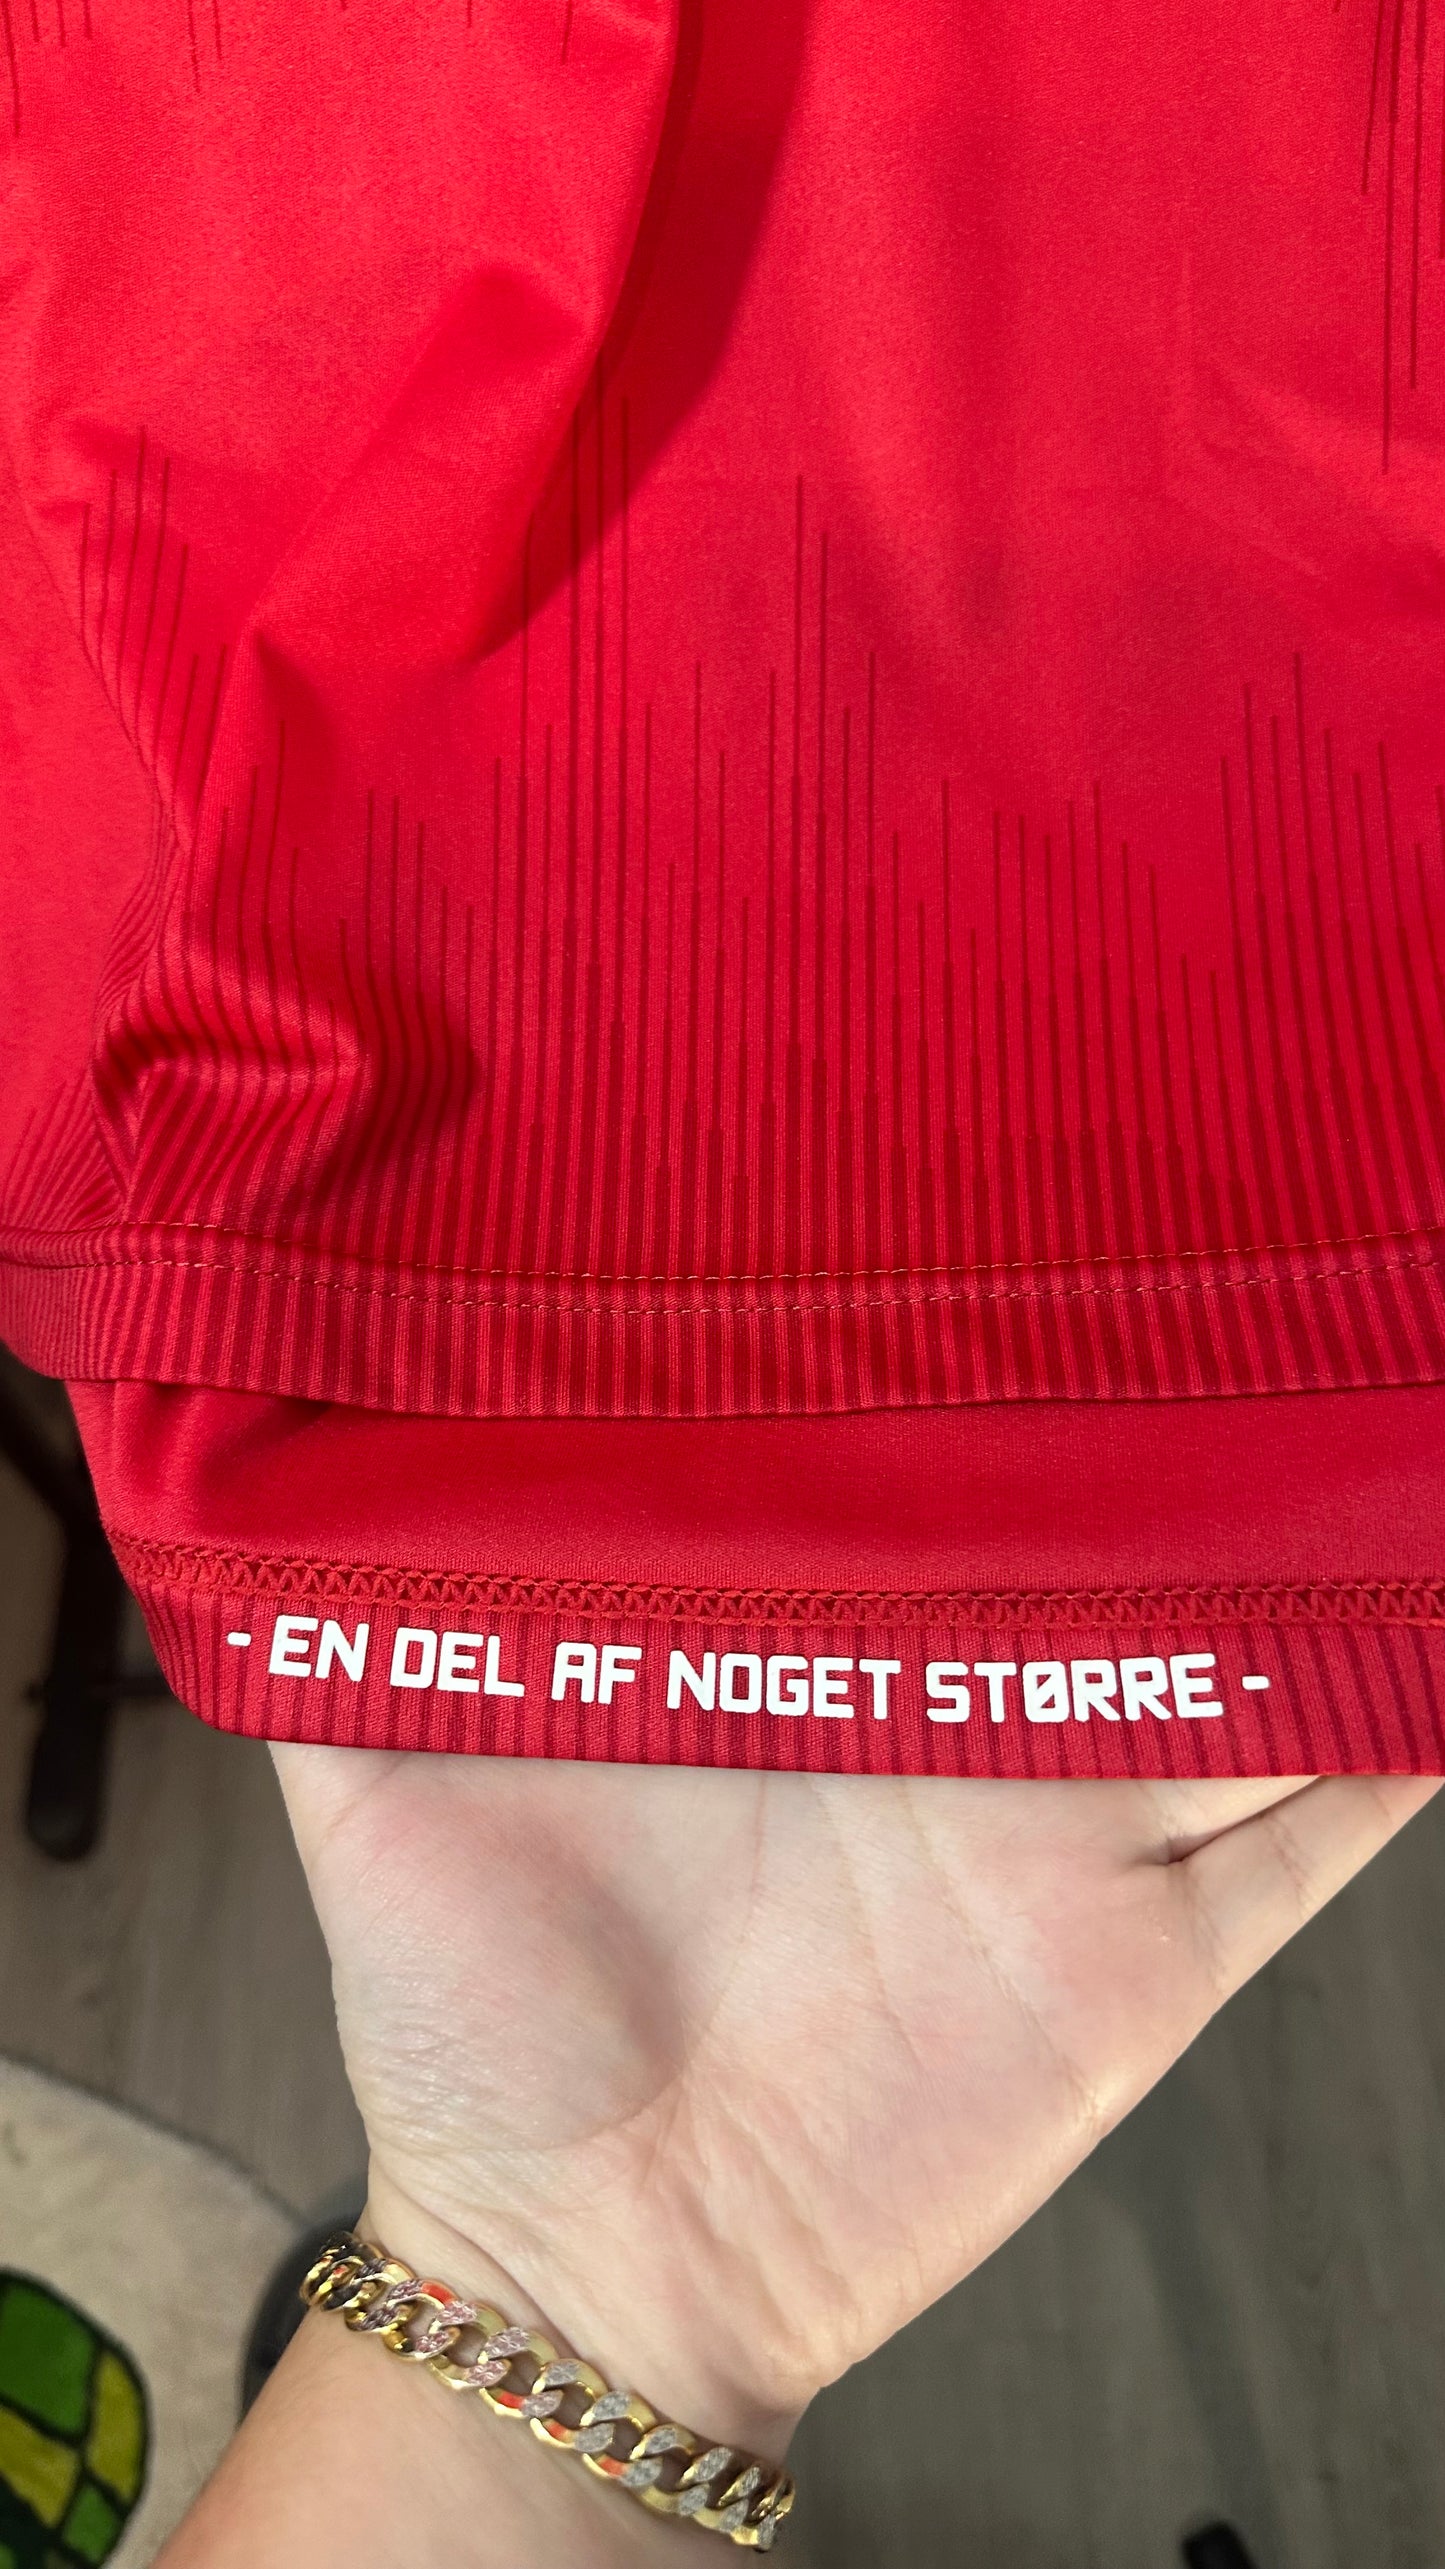 - EN DEL AF NOGET STØRRE -